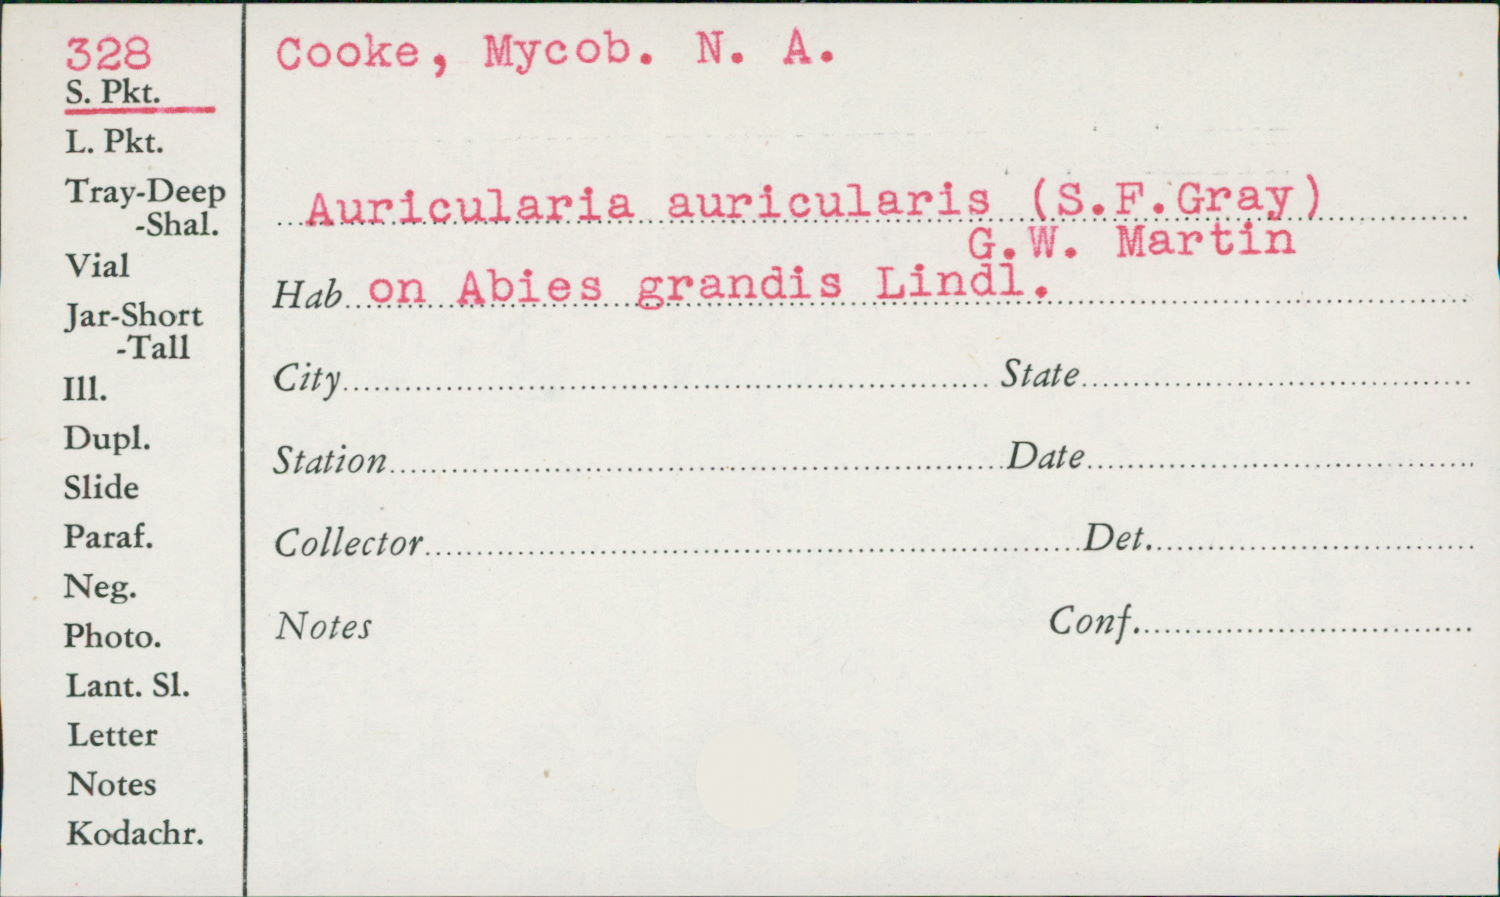 328
S. Pkt.
L. Pkt.
Tray-Deep
-Shal.
Vial
Jar-Short
-Tall
Ill.
Dupl.
Slide
Paraf.
Neg.
Photo.
Lant. Sl.
Letter
Notes
Kodachr.
Cooke, Mycob. N. A.
Auricularia auricularis (S.F.Gray)
G.W. Martin
Hab on Abies grandis Lindl.
City State
Station Date
Collector Det.
Notes Conf.